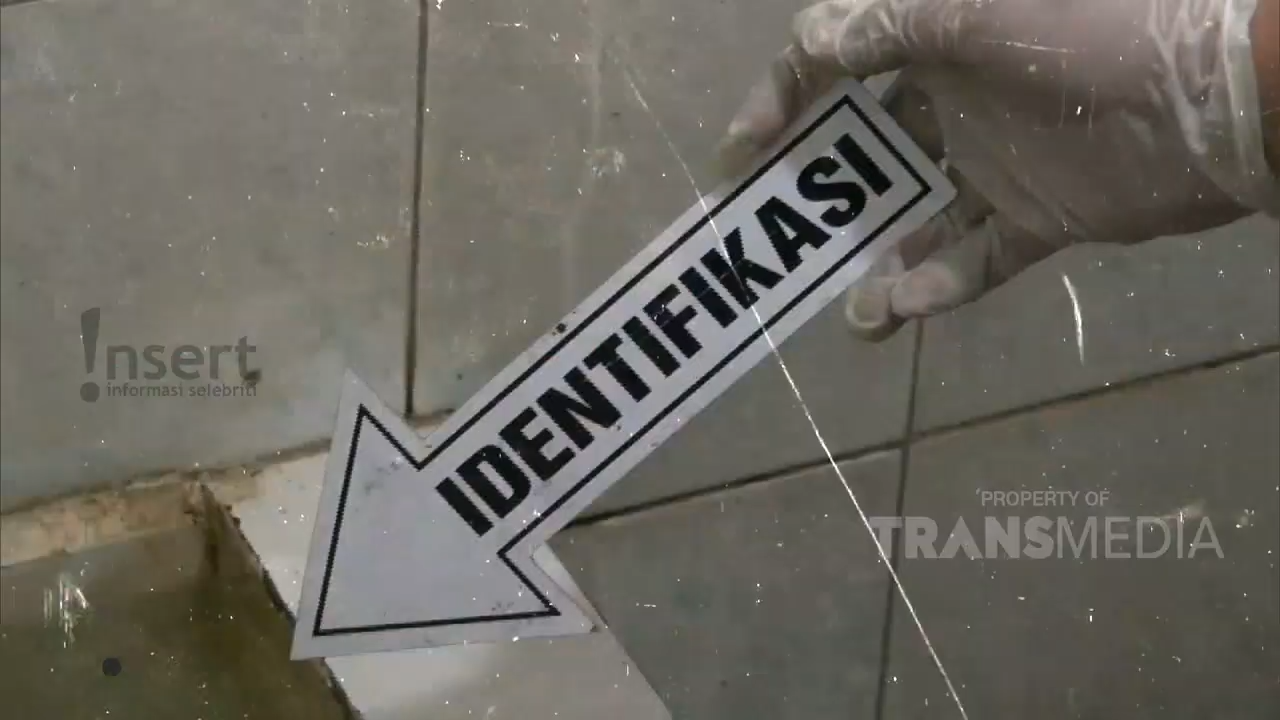 IDENTIFIKASI
!nsert
informasi selebriti
PROPERTY OF
TRANSMEDIA